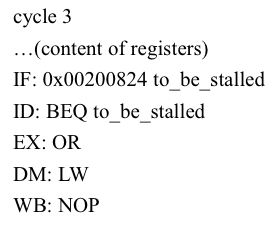 cycle 3
…(content of registers)
IF: 0x00200824 to_be_stalled
ID: BEQ to_be_stalled
EX: OR
DM: LW
WB: NOP